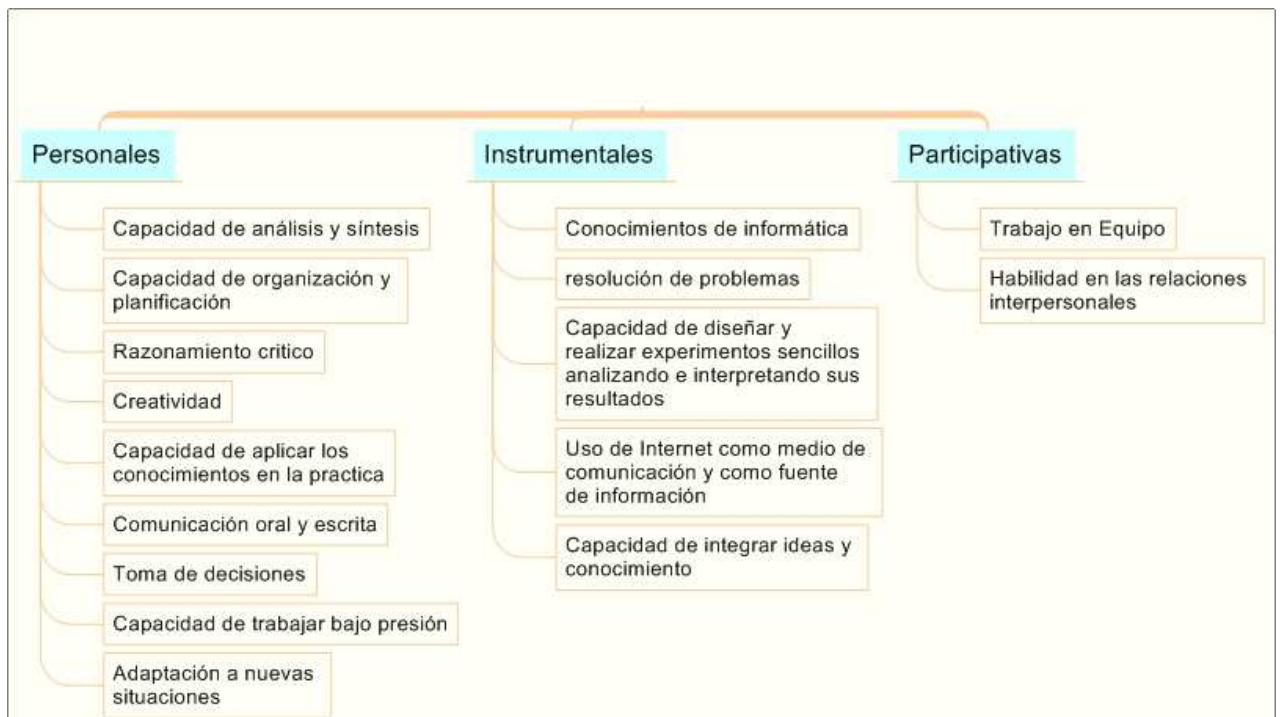 Personales
Capacidad de análisis y síntesis
Capacidad de organización y
planificación
Razonamiento critico
Creatividad
Capacidad de aplicar los
conocimientos en la practica
Comunicación oral y escrita
Toma de decisiones
Capacidad de trabajar bajo presión
Adaptación a nuevas
situaciones
Instrumentales
Conocimientos de informática
resolución de problemas
Capacidad de diseñar y
realizar experimentos sencillos
analizando e interpretando sus
resultados
Uso de Internet como medio de
comunicación y como fuente
de información
Capacidad de integrar ideas y
conocimiento
Participativas
Trabajo en Equipo
Habilidad en las relaciones
interpersonales